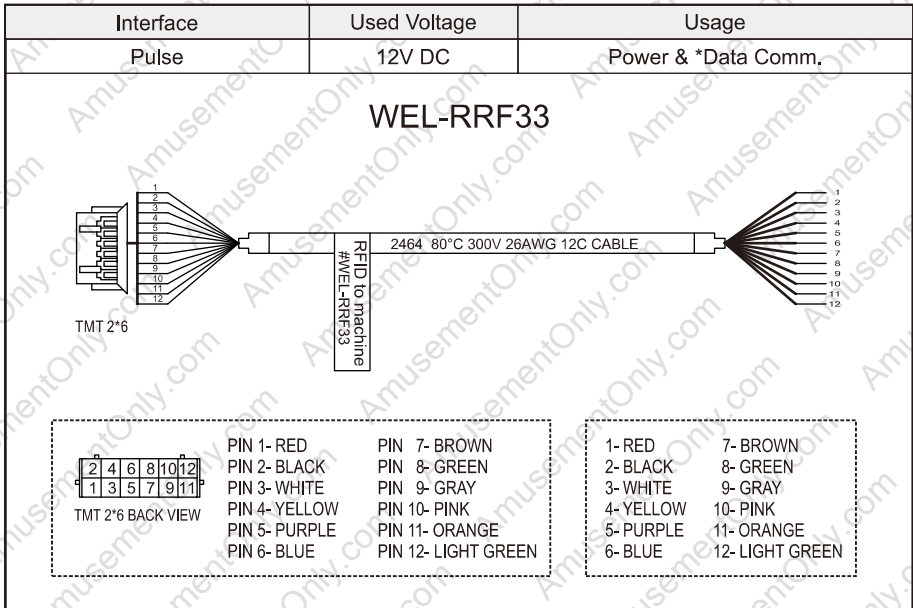 Interface Used Voltage Usage
Pulse 12V DC Power & *Data Comm.
WEL-RRF33
1
2
3
4
5
6
7
8
9
10
11
12
TMT 2*6
RFID to machine
#WEL-RRF33
2464 80°C 300V 26AWG 12C CABLE
1
2
3
4
5
6
7
8
9
10
11
12
2 4 6 8 10 12
1 3 5 7 9 11
TMT 2*6 BACK VIEW
PIN 1- RED PIN 7- BROWN
PIN 2- BLACK PIN 8- GREEN
PIN 3- WHITE PIN 9- GRAY
PIN 4- YELLOW PIN 10- PINK
PIN 5- PURPLE PIN 11- ORANGE
PIN 6- BLUE PIN 12- LIGHT GREEN
1- RED 7- BROWN
2- BLACK 8- GREEN
3- WHITE 9- GRAY
4- YELLOW 10- PINK
5- PURPLE 11- ORANGE
6- BLUE 12- LIGHT GREEN
AmusementOnly.com